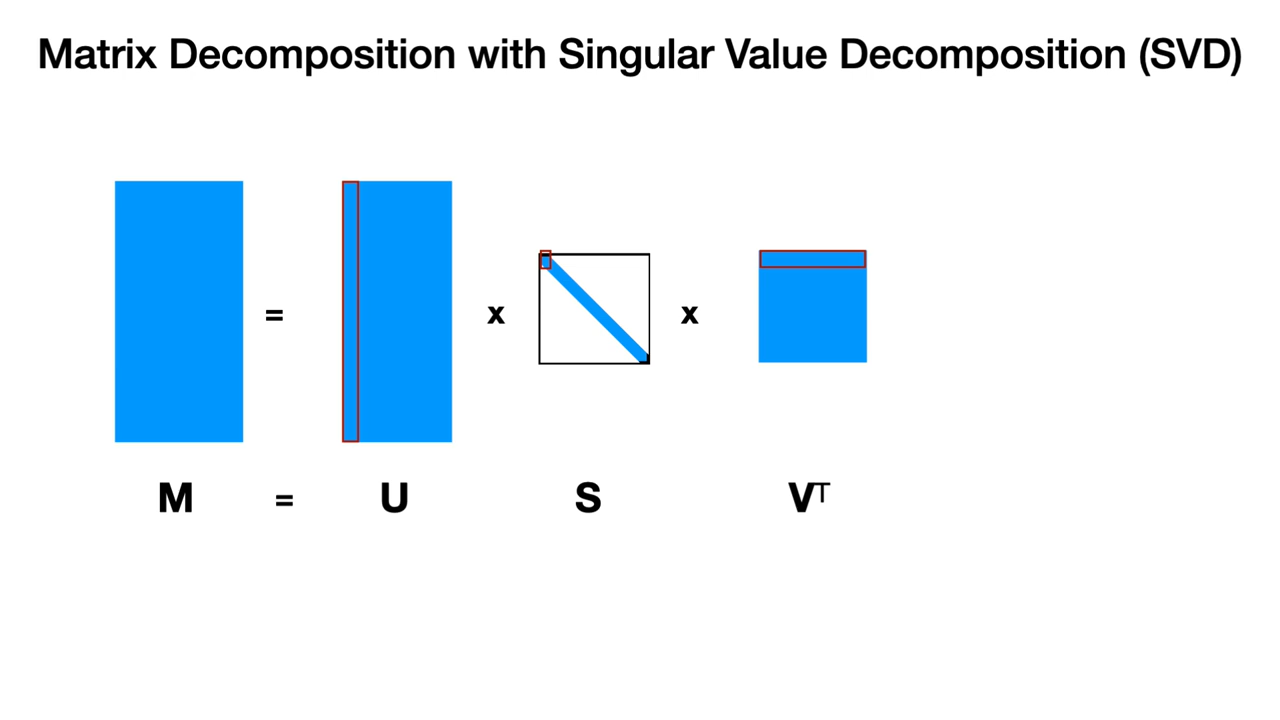 Matrix Decomposition with Singular Value Decomposition (SVD)
= x x
M = U S Vᵀ